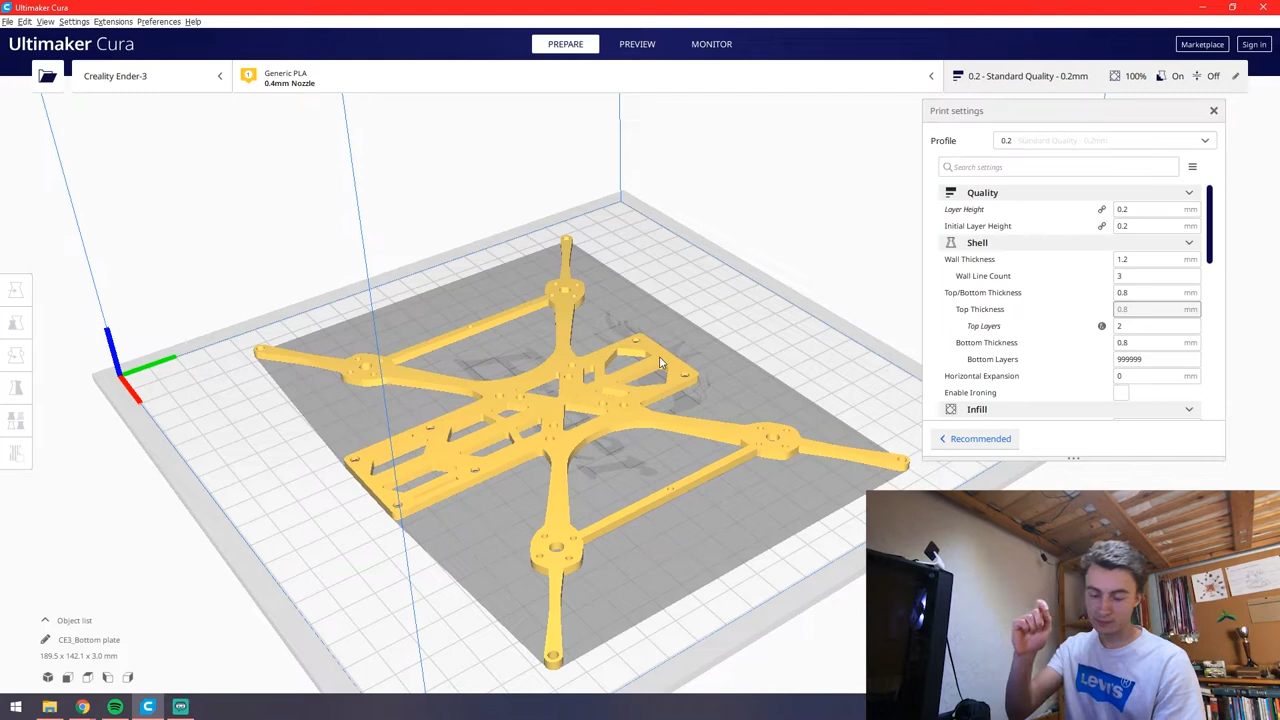 Ultimaker Cura
File Edit View Settings Extensions Preferences Help
Ultimaker Cura
PREPARE PREVIEW MONITOR
Marketplace Sign in
Creality Ender-3
1 Generic PLA
0.4mm Nozzle
0.2 - Standard Quality - 0.2mm 100% On Off
Print settings
Profile 0.2 Standard Quality - 0.2mm
Search settings
Quality
Layer Height 0.2 mm
Initial Layer Height 0.2 mm
Shell
Wall Thickness 1.2 mm
Wall Line Count 3
Top/Bottom Thickness 0.8 mm
Top Thickness 0.8 mm
Top Layers 2
Bottom Thickness 0.8 mm
Bottom Layers 999999
Horizontal Expansion 0 mm
Enable Ironing
Infill
Recommended
Object list
CE3_Bottom plate
189.5 x 142.1 x 3.0 mm
Levi's